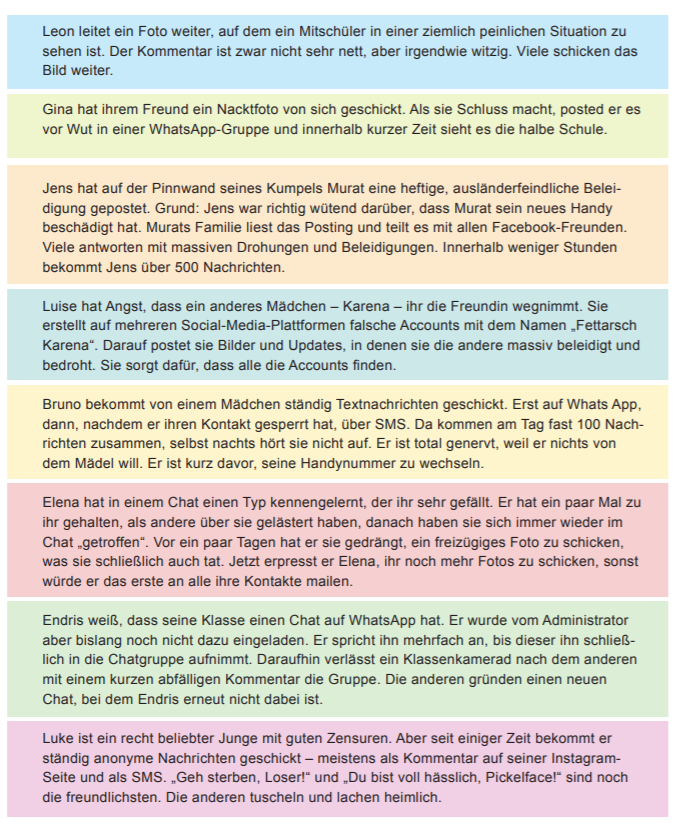 Leon leitet ein Foto weiter, auf dem ein Mitschüler in einer ziemlich peinlichen Situation zu
sehen ist. Der Kommentar ist zwar nicht sehr nett, aber irgendwie witzig. Viele schicken das
Bild weiter.
Gina hat ihrem Freund ein Nacktfoto von sich geschickt. Als sie Schluss macht, posted er es
vor Wut in einer WhatsApp-Gruppe und innerhalb kurzer Zeit sieht es die halbe Schule.
Jens hat auf der Pinnwand seines Kumpels Murat eine heftige, ausländerfeindliche Belei-
digung gepostet. Grund: Jens war richtig wütend darüber, dass Murat sein neues Handy
beschädigt hat. Murats Familie liest das Posting und teilt es mit allen Facebook-Freunden.
Viele antworten mit massiven Drohungen und Beleidigungen. Innerhalb weniger Stunden
bekommt Jens über 500 Nachrichten.
Luise hat Angst, dass ein anderes Mädchen – Karena – ihr die Freundin wegnimmt. Sie
erstellt auf mehreren Social-Media-Plattformen falsche Accounts mit dem Namen „Fettarsch
Karena“. Darauf postet sie Bilder und Updates, in denen sie die andere massiv beleidigt und
bedroht. Sie sorgt dafür, dass alle die Accounts finden.
Bruno bekommt von einem Mädchen ständig Textnachrichten geschickt. Erst auf Whats App,
dann, nachdem er ihren Kontakt gesperrt hat, über SMS. Da kommen am Tag fast 100 Nach-
richten zusammen, selbst nachts hört sie nicht auf. Er ist total genervt, weil er nichts von
dem Mädel will. Er ist kurz davor, seine Handynummer zu wechseln.
Elena hat in einem Chat einen Typ kennengelernt, der ihr sehr gefällt. Er hat ein paar Mal zu
ihr gehalten, als andere über sie gelästert haben, danach haben sie sich immer wieder im
Chat „getroffen“. Vor ein paar Tagen hat er sie gedrängt, ein freizügiges Foto zu schicken,
was sie schließlich auch tat. Jetzt erpresst er Elena, ihr noch mehr Fotos zu schicken, sonst
würde er das erste an alle ihre Kontakte mailen.
Endris weiß, dass seine Klasse einen Chat auf WhatsApp hat. Er wurde vom Administrator
aber bislang noch nicht dazu eingeladen. Er spricht ihn mehrfach an, bis dieser ihn schließ-
lich in die Chatgruppe aufnimmt. Daraufhin verlässt ein Klassenkamerad nach dem anderen
mit einem kurzen abfälligen Kommentar die Gruppe. Die anderen gründen einen neuen
Chat, bei dem Endris erneut nicht dabei ist.
Luke ist ein recht beliebter Junge mit guten Zensuren. Aber seit einiger Zeit bekommt er
ständig anonyme Nachrichten geschickt – meistens als Kommentar auf seiner Instagram-
Seite und als SMS. „Geh sterben, Loser!“ und „Du bist voll hässlich, Pickelface!“ sind noch
die freundlichsten. Die anderen tuscheln und lachen heimlich.